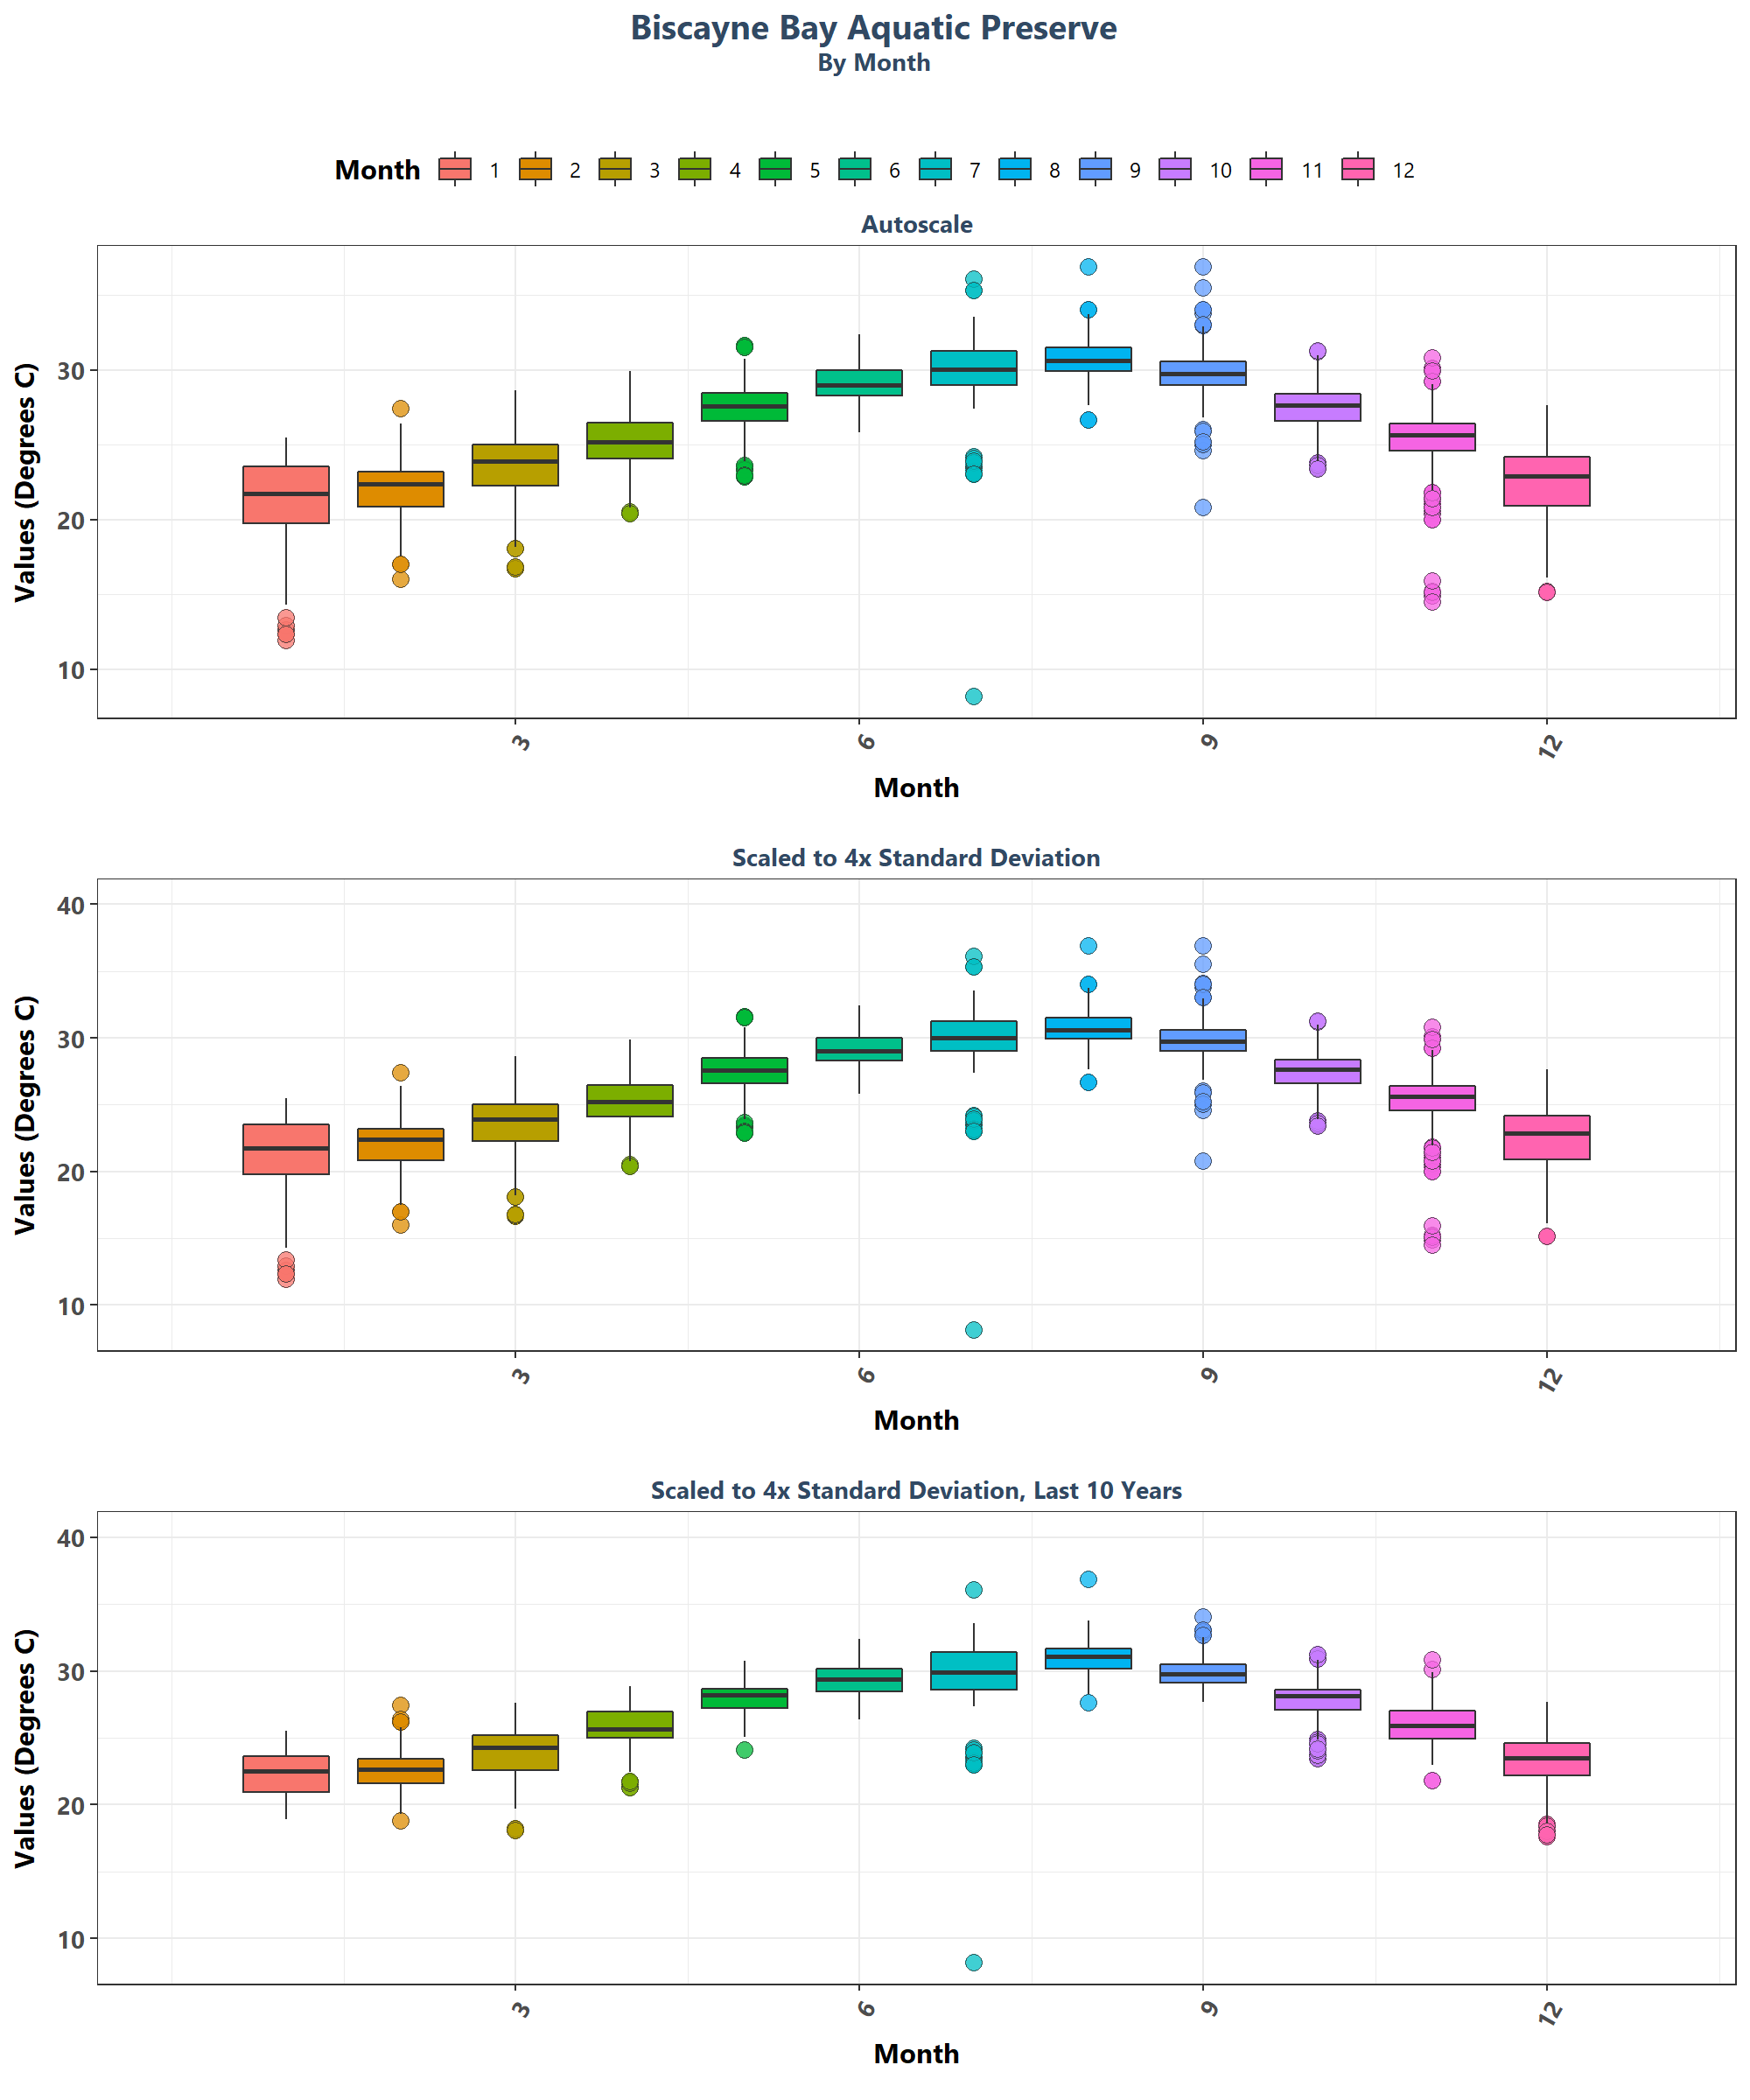 Biscayne Bay Aquatic Preserve
By Month
Month 1 2 3 4 5 6 7 8 9 10 11 12
Autoscale
Values (Degrees C)
30
20
10
3 6 9 12
Month
Scaled to 4x Standard Deviation
Values (Degrees C)
40
30
20
10
3 6 9 12
Month
Scaled to 4x Standard Deviation, Last 10 Years
Values (Degrees C)
40
30
20
10
3 6 9 12
Month